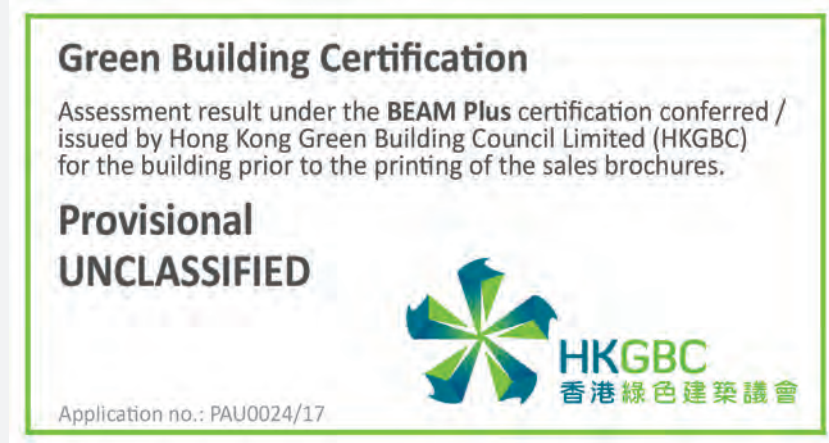 Green Building Certification
Assessment result under the BEAM Plus certification conferred /
issued by Hong Kong Green Building Council Limited (HKGBC)
for the building prior to the printing of the sales brochures.
Provisional
UNCLASSIFIED
HKGBC
香港綠色建築議會
Application no.: PAU0024/17